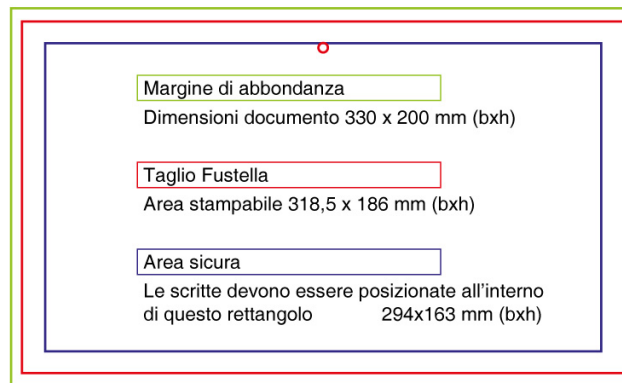 Margine di abbondanza
Dimensioni documento 330 x 200 mm (bxh)
Taglio Fustella
Area stampabile 318,5 x 186 mm (bxh)
Area sicura
Le scritte devono essere posizionate all'interno
di questo rettangolo 294x163 mm (bxh)